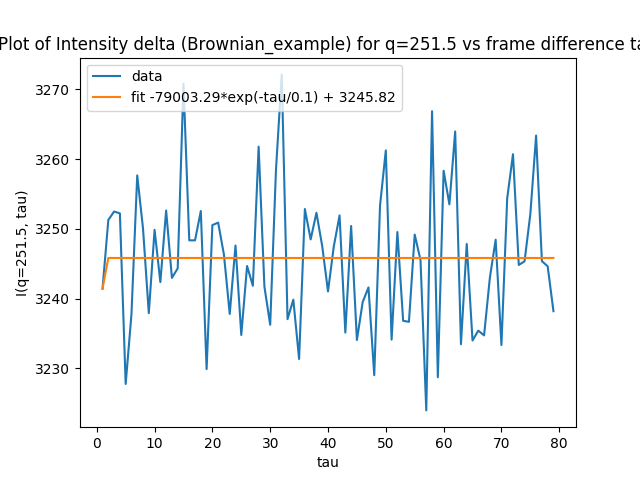 Plot of Intensity delta (Brownian_example) for q=251.5 vs frame difference ta
data
fit -79003.29*exp(-tau/0.1) + 3245.82
I(q=251.5, tau)
3270
3260
3250
3240
3230
0 10 20 30 40 50 60 70 80
tau